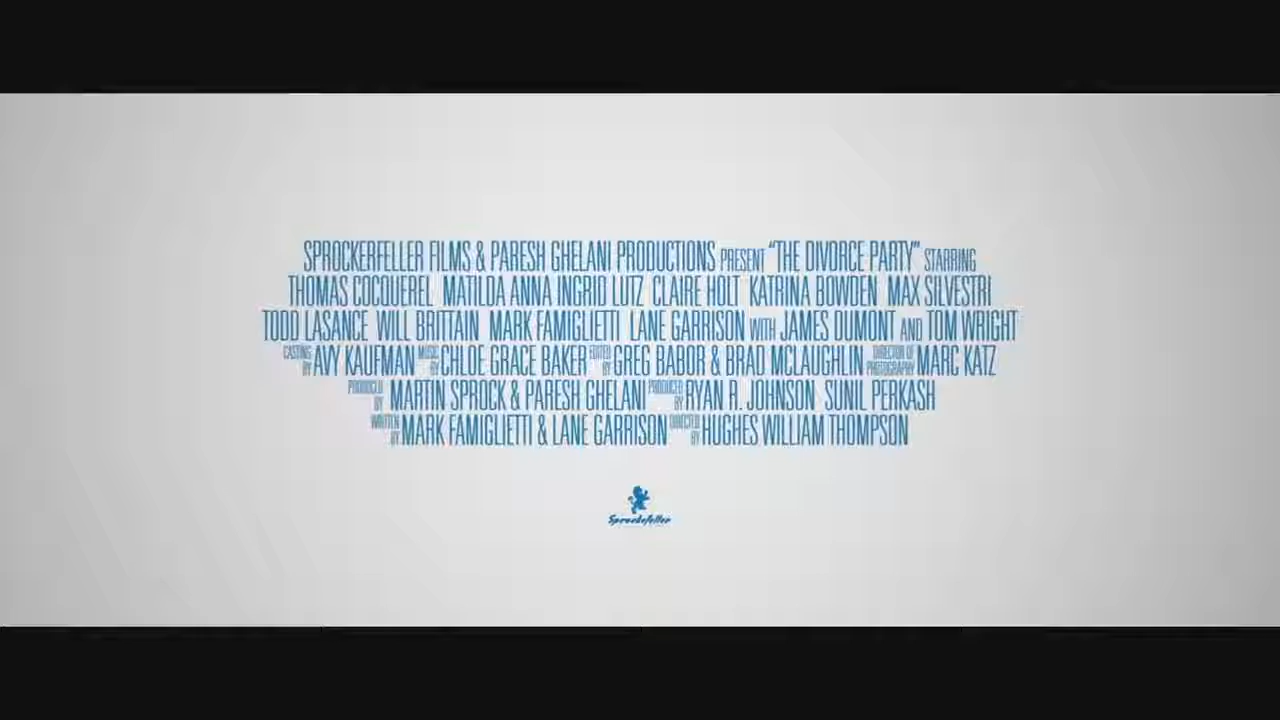 SPROCKERFELLER FILMS & PARESH GHELANI PRODUCTIONS PRESENT "THE DIVORCE PARTY" STARRING
THOMAS COCQUEREL MATILDA ANNA INGRID LUTZ CLAIRE HOLT KATRINA BOWDEN MAX SILVESTRI
TODD LASANCE WILL BRITTAIN MARK FAMIGLIETTI LANE GARRISON WITH JAMES DUMONT AND TOM WRIGHT
CASTING BY AVY KAUFMAN MUSIC BY CHLOE GRACE BAKER EDITED BY GREG BABOR & BRAD MCLAUGHLIN DIRECTOR OF PHOTOGRAPHY MARC KATZ
PRODUCED BY MARTIN SPROCK & PARESH GHELANI PRODUCED BY RYAN R. JOHNSON SUNIL PERKASH
WRITTEN BY MARK FAMIGLIETTI & LANE GARRISON DIRECTED BY HUGHES WILLIAM THOMPSON